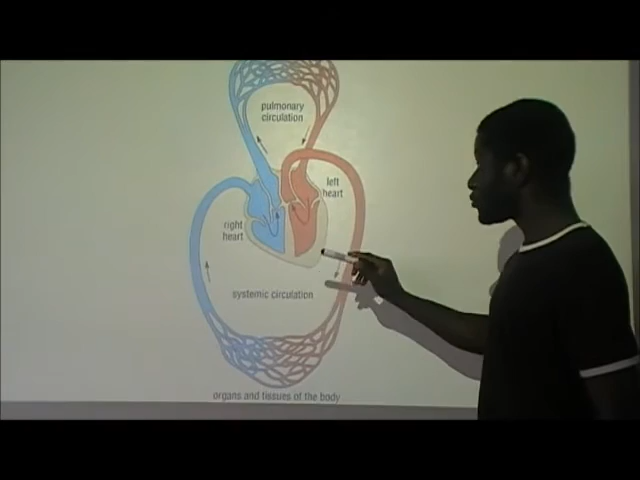 pulmonary
circulation
left
heart
right
heart
systemic circulation
organs and tissues of the body